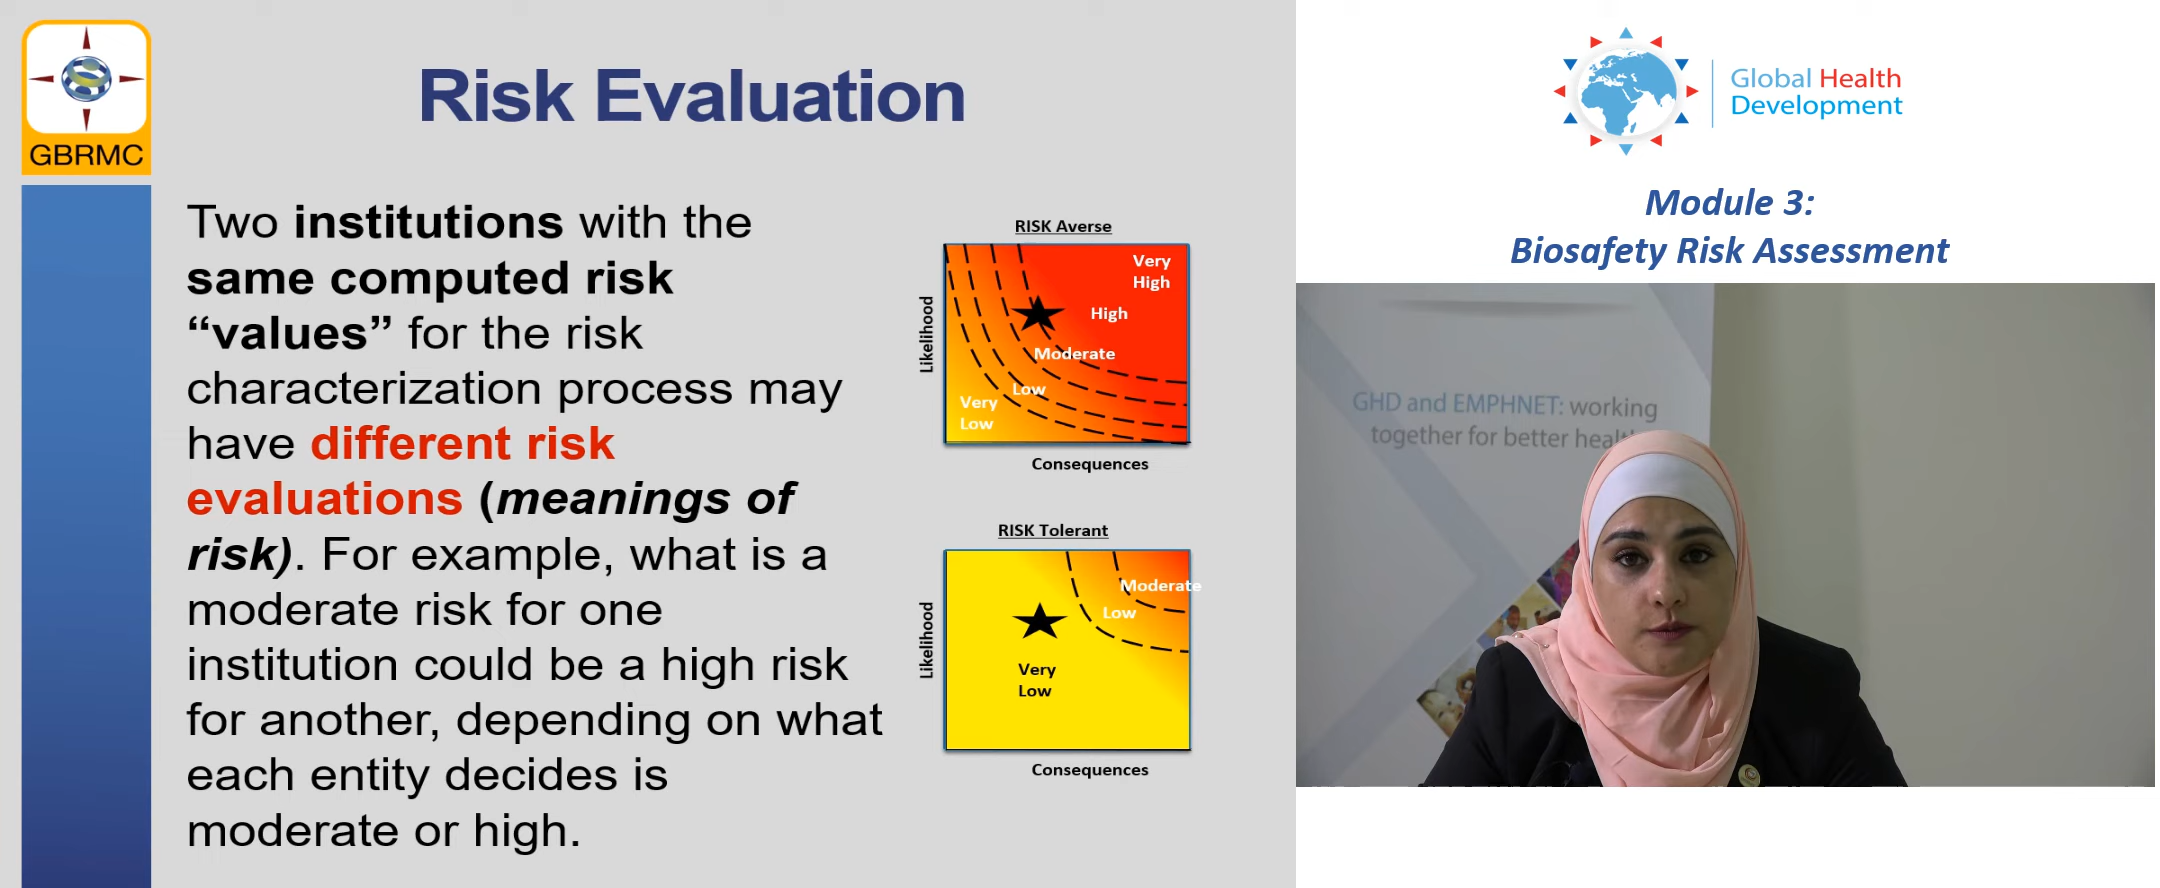 GBRMC
Risk Evaluation
Two institutions with the
same computed risk
“values” for the risk
characterization process may
have different risk
evaluations (meanings of
risk). For example, what is a
moderate risk for one
institution could be a high risk
for another, depending on what
each entity decides is
moderate or high.
RISK Averse
Likelihood
Very
High
High
Moderate
Low
Very
Low
Consequences
RISK Tolerant
Likelihood
Moderate
Low
Very
Low
Consequences
Global Health
Development
Module 3:
Biosafety Risk Assessment
GHD and EMPHNET: working
together for better